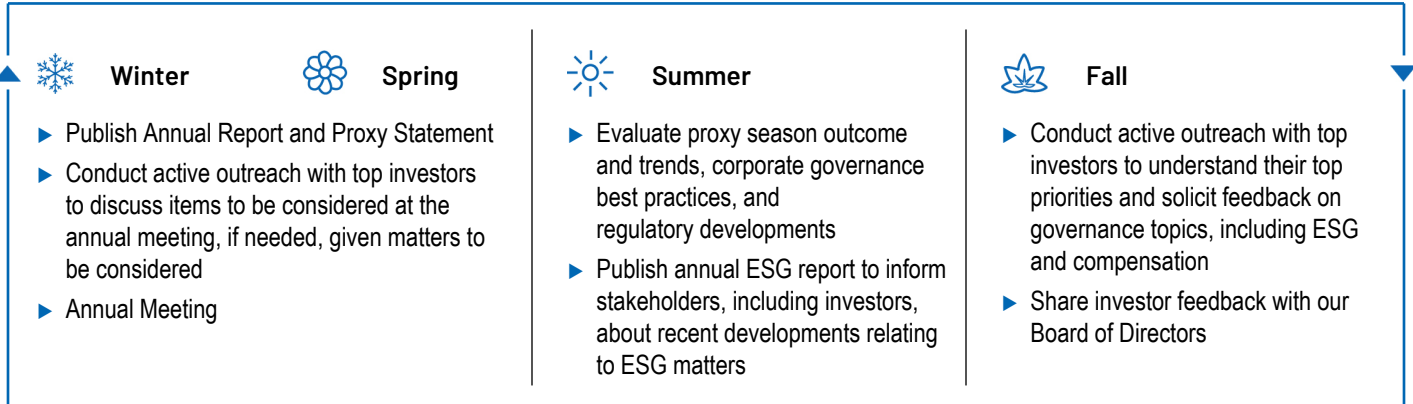 Winter
Spring
Publish Annual Report and Proxy Statement
Conduct active outreach with top investors
to discuss items to be considered at the
annual meeting, if needed, given matters to
be considered
Annual Meeting
Summer
Evaluate proxy season outcome
and trends, corporate governance
best practices, and
regulatory developments
Publish annual ESG report to inform
stakeholders, including investors,
about recent developments relating
to ESG matters
Fall
Conduct active outreach with top
investors to understand their top
priorities and solicit feedback on
governance topics, including ESG
and compensation
Share investor feedback with our
Board of Directors